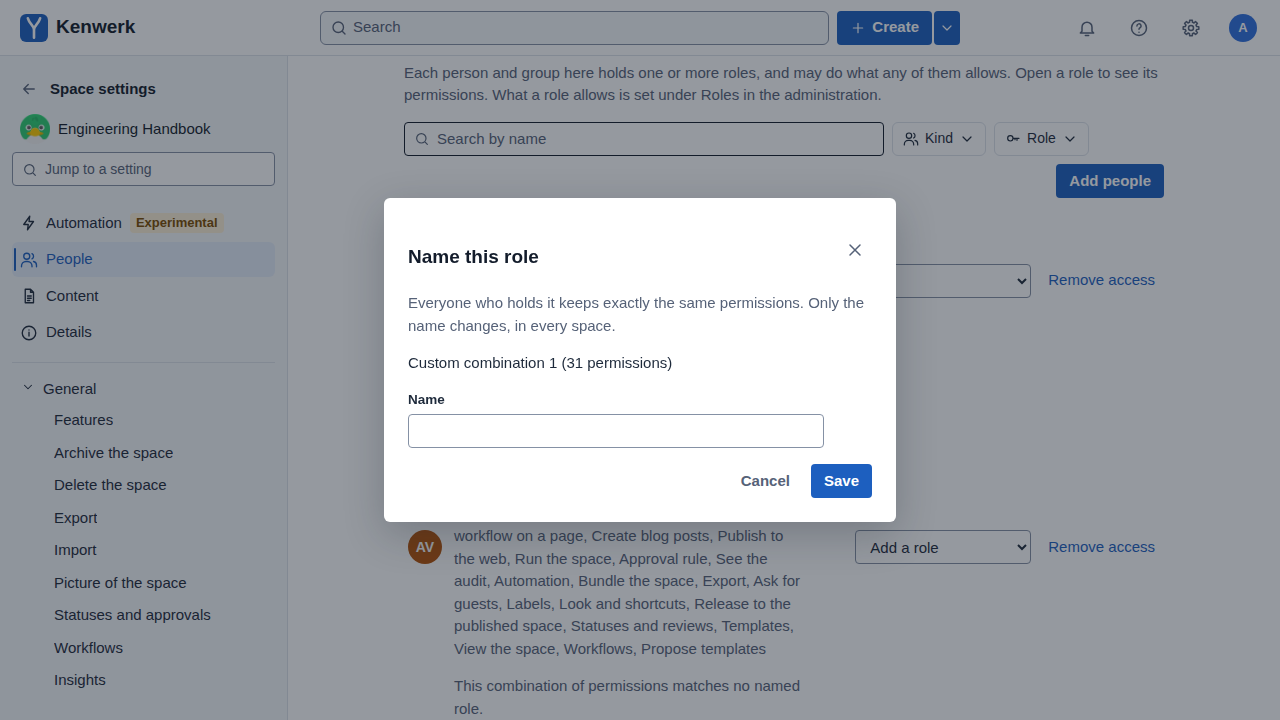 Kenwerk
Search
Create
A
Space settings
Engineering Handbook
Jump to a setting
Automation Experimental
People
Content
Details
General
Features
Archive the space
Delete the space
Export
Import
Picture of the space
Statuses and approvals
Workflows
Insights
Each person and group here holds one or more roles, and may do what any of them allows. Open a role to see its
permissions. What a role allows is set under Roles in the administration.
Search by name
Kind
Role
Add people
Remove access
Name this role
Everyone who holds it keeps exactly the same permissions. Only the
name changes, in every space.
Custom combination 1 (31 permissions)
Name
Cancel
Save
AV
workflow on a page, Create blog posts, Publish to
the web, Run the space, Approval rule, See the
audit, Automation, Bundle the space, Export, Ask for
guests, Labels, Look and shortcuts, Release to the
published space, Statuses and reviews, Templates,
View the space, Workflows, Propose templates
Add a role
Remove access
This combination of permissions matches no named
role.